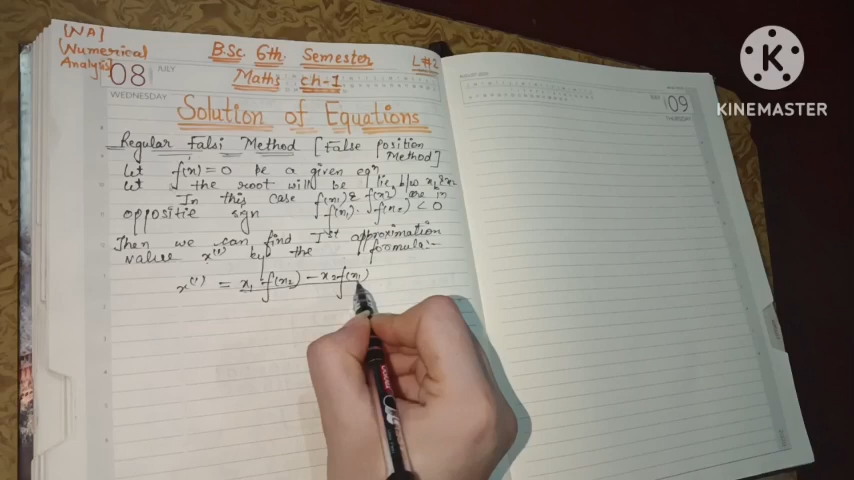 [NA]
(Numerical
Analysis)
B.Sc. 6th Semester
L#2
Maths ch-1
08 JULY
WEDNESDAY
Solution of Equations
Regular Falsi Method [False position
Method]
Let f(x)=0 be a given eqn
Let the root will be lie b/w x₁ & x₂
In this case f(x₁) & f(x₂) are in
oppositie sgn f(x₁). f(x₂) < 0
Then we can find Ist approximation
value x⁽¹⁾ by the formula:-
x⁽¹⁾ = x₁ f(x₂) - x₂ f(x₁)
09
THURSDAY
KINEMASTER